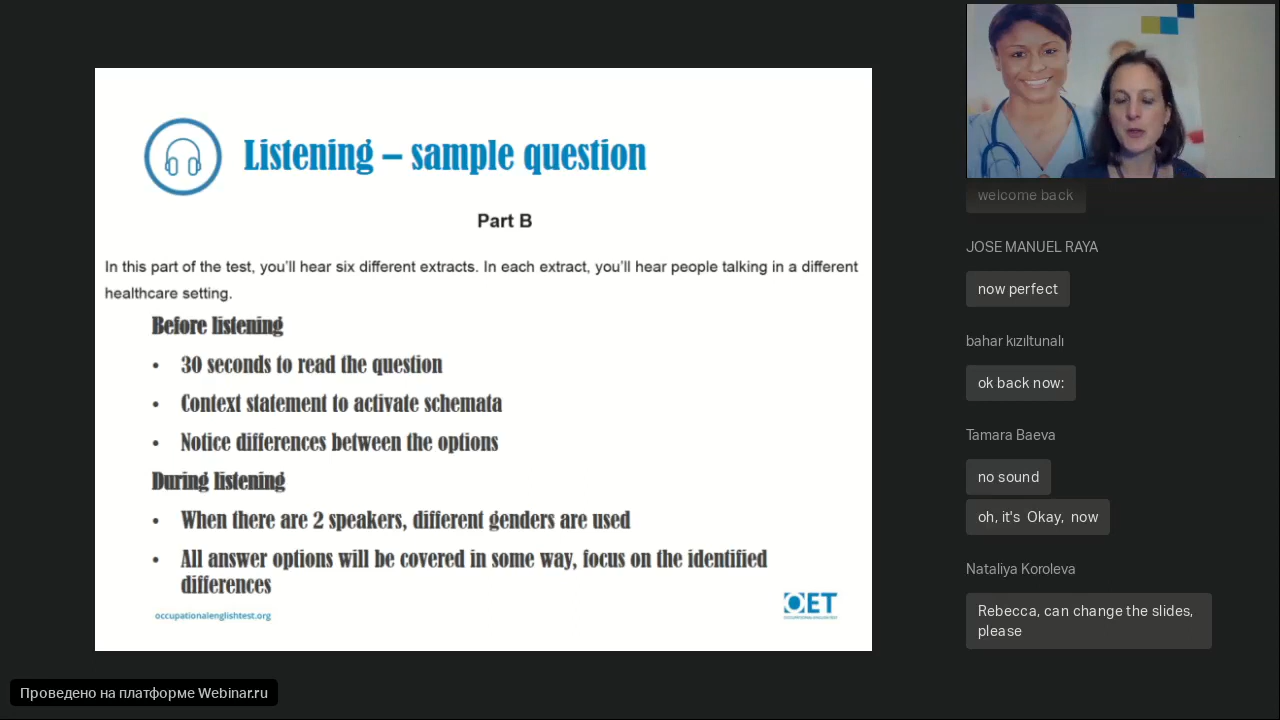 Listening – sample question
Part B
In this part of the test, you'll hear six different extracts. In each extract, you'll hear people talking in a different
healthcare setting.
Before listening
• 30 seconds to read the question
• Context statement to activate schemata
• Notice differences between the options
During listening
• When there are 2 speakers, different genders are used
• All answer options will be covered in some way, focus on the identified
differences
occupationalenglishtest.org
OET
welcome back
JOSE MANUEL RAYA
now perfect
bahar kızıltunalı
ok back now:
Tamara Baeva
no sound
oh, it's Okay, now
Nataliya Koroleva
Rebecca, can change the slides,
please
Проведено на платформе Webinar.ru